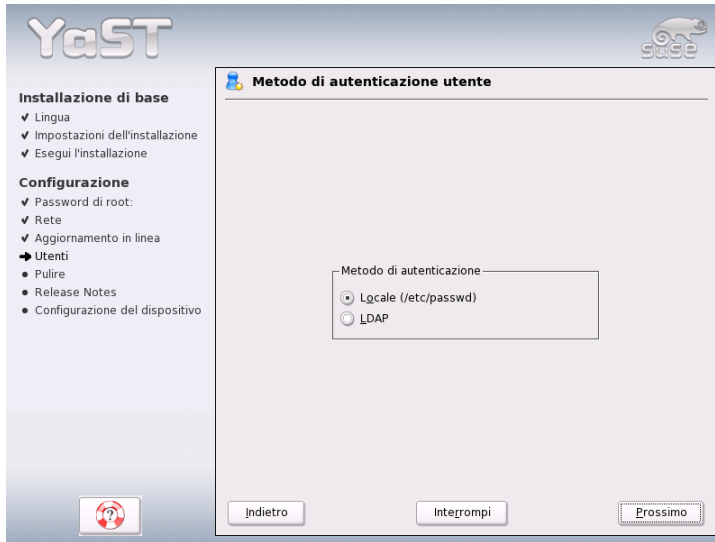 YaST
SUSE
Installazione di base
Lingua
Impostazioni dell'installazione
Esegui l'installazione
Configurazione
Password di root:
Rete
Aggiornamento in linea
Utenti
Pulire
Release Notes
Configurazione del dispositivo
Metodo di autenticazione utente
Metodo di autenticazione
Locale (/etc/passwd)
LDAP
?
Indietro
Interrompi
Prossimo